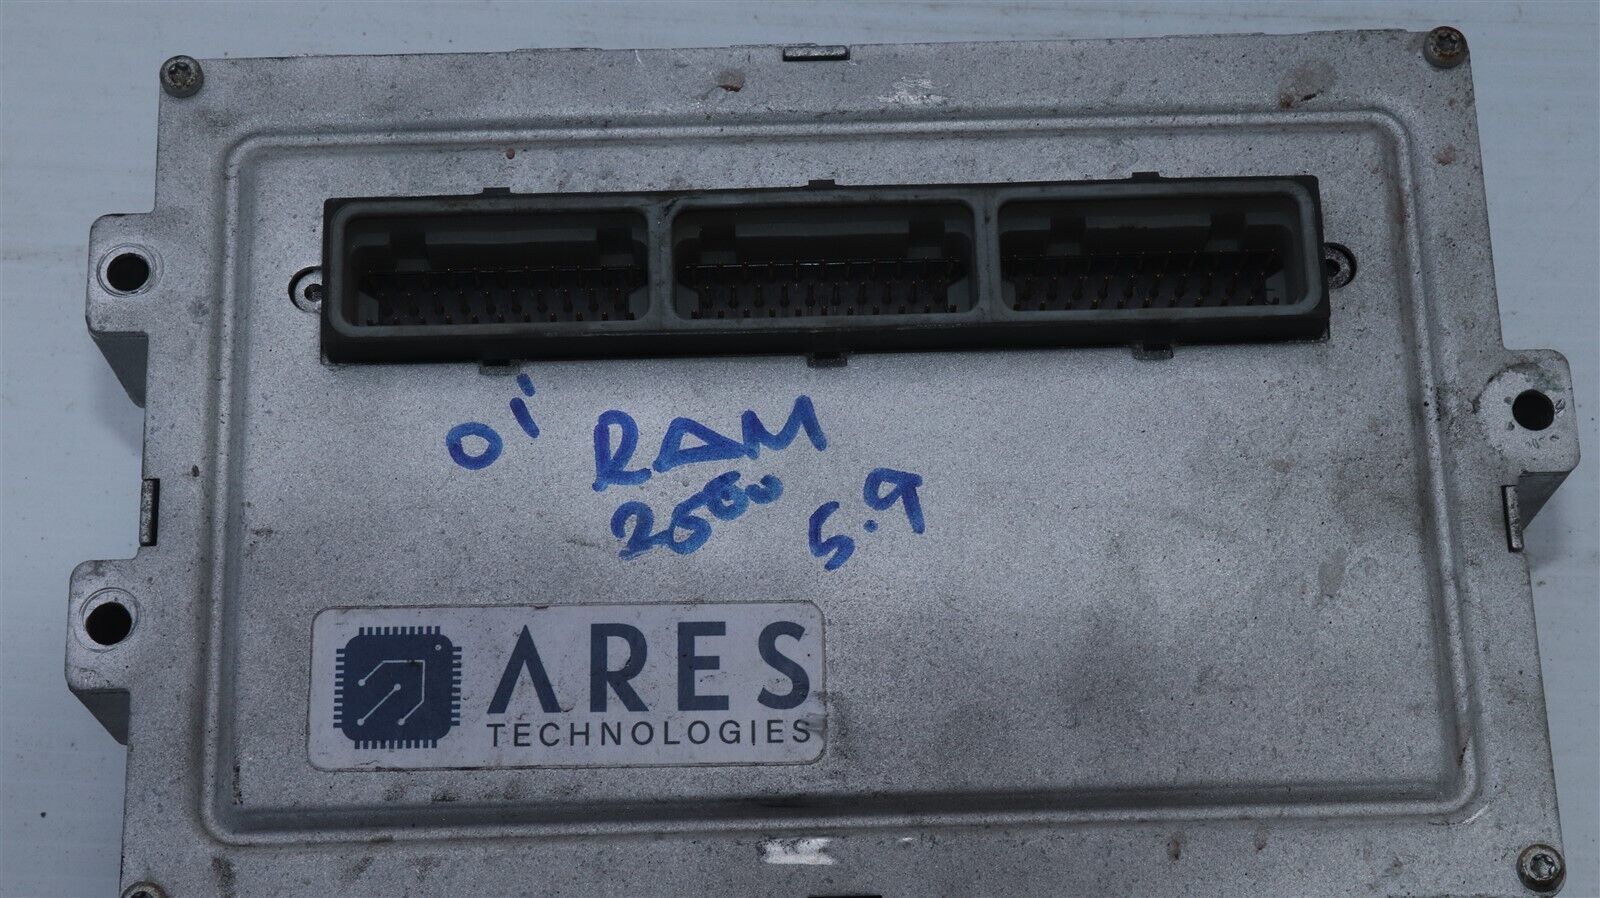 01'
RAM
2500
5.9
ARES
TECHNOLOGIES